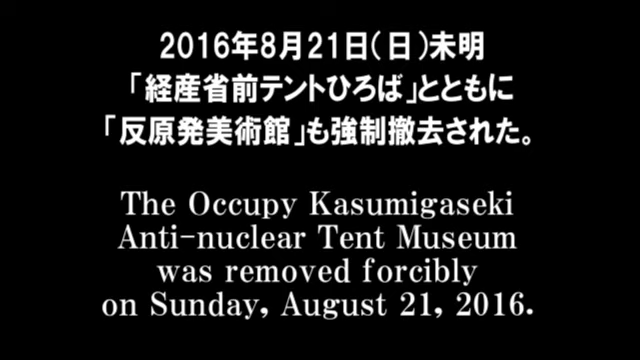 2016年8月21日(日)未明
「経産省前テントひろば」とともに
「反原発美術館」も強制撤去された。
The Occupy Kasumigaseki
Anti-nuclear Tent Museum
was removed forcibly
on Sunday, August 21, 2016.